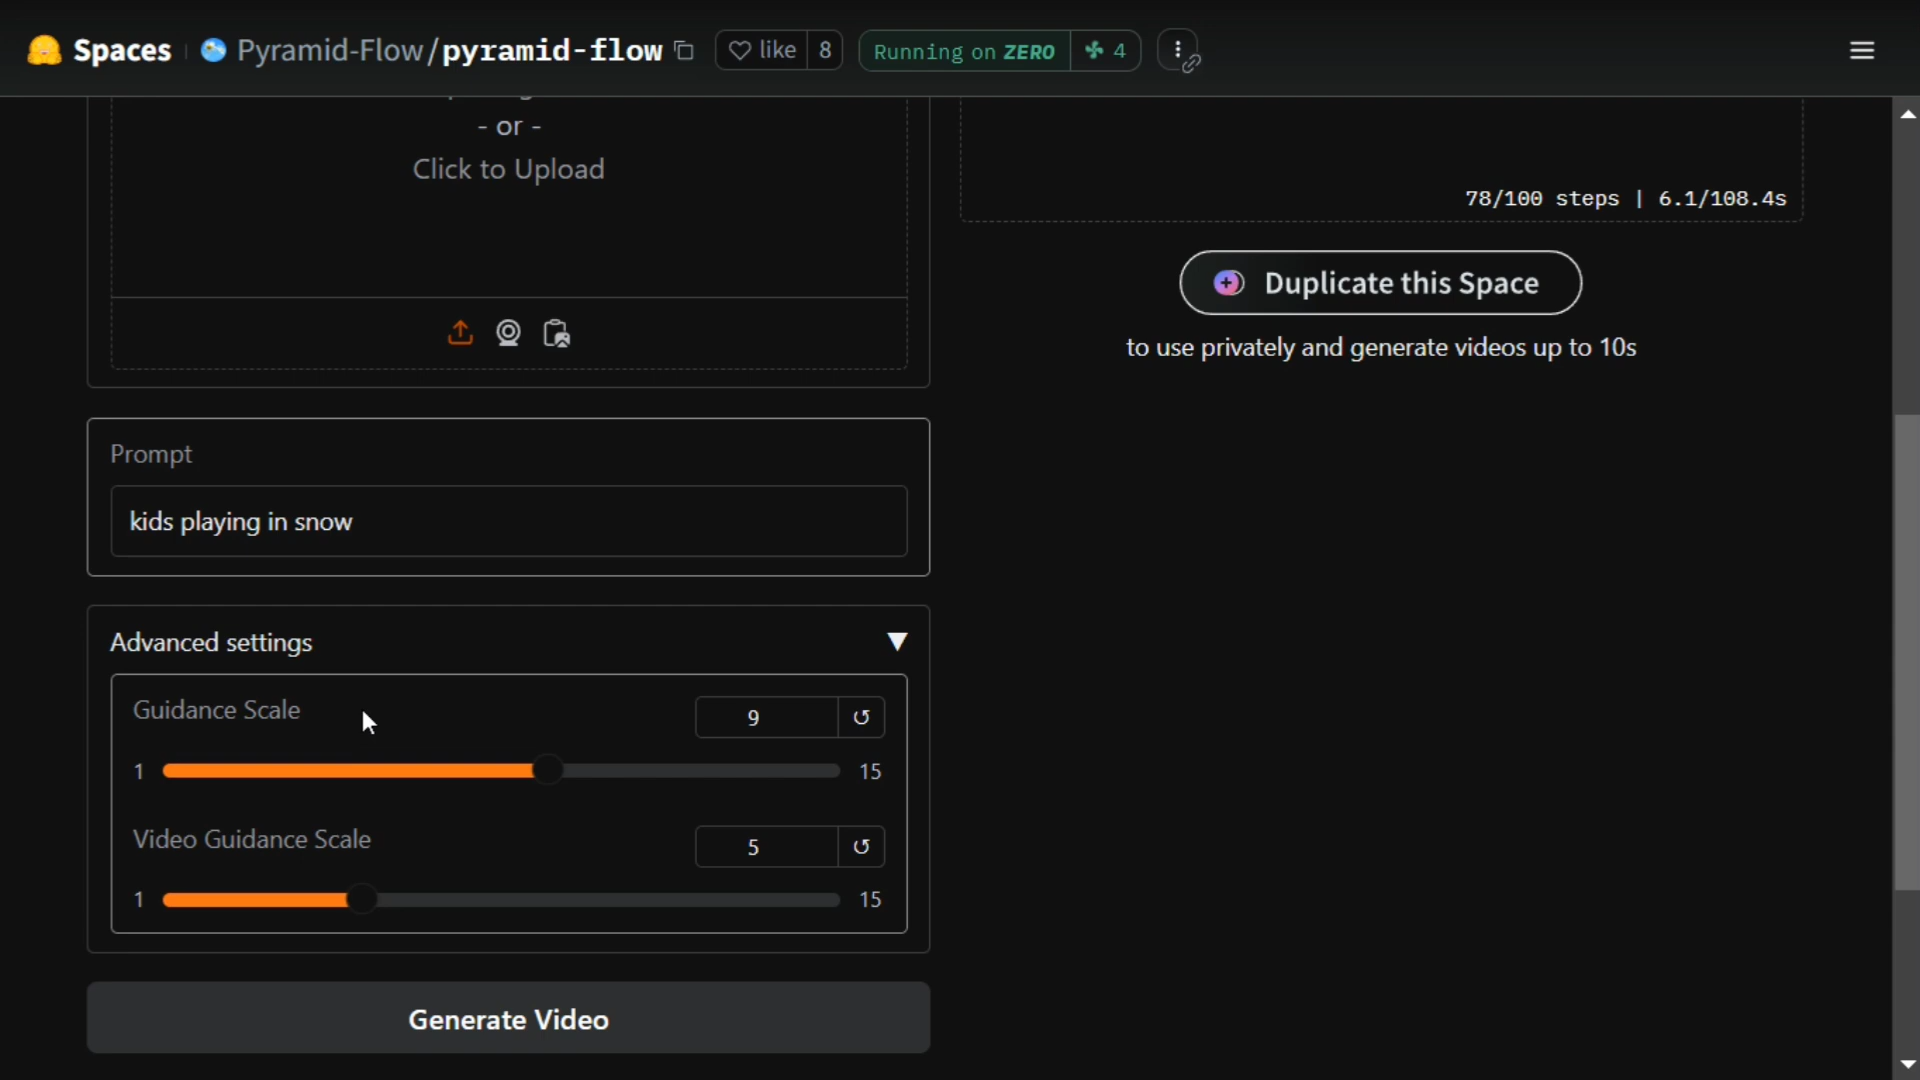 Spaces Pyramid-Flow/pyramid-flow like 8 Running on ZERO 4
- or -
Click to Upload
78/100 steps | 6.1/108.4s
Duplicate this Space
to use privately and generate videos up to 10s
Prompt
kids playing in snow
Advanced settings
Guidance Scale 9
1 15
Video Guidance Scale 5
1 15
Generate Video